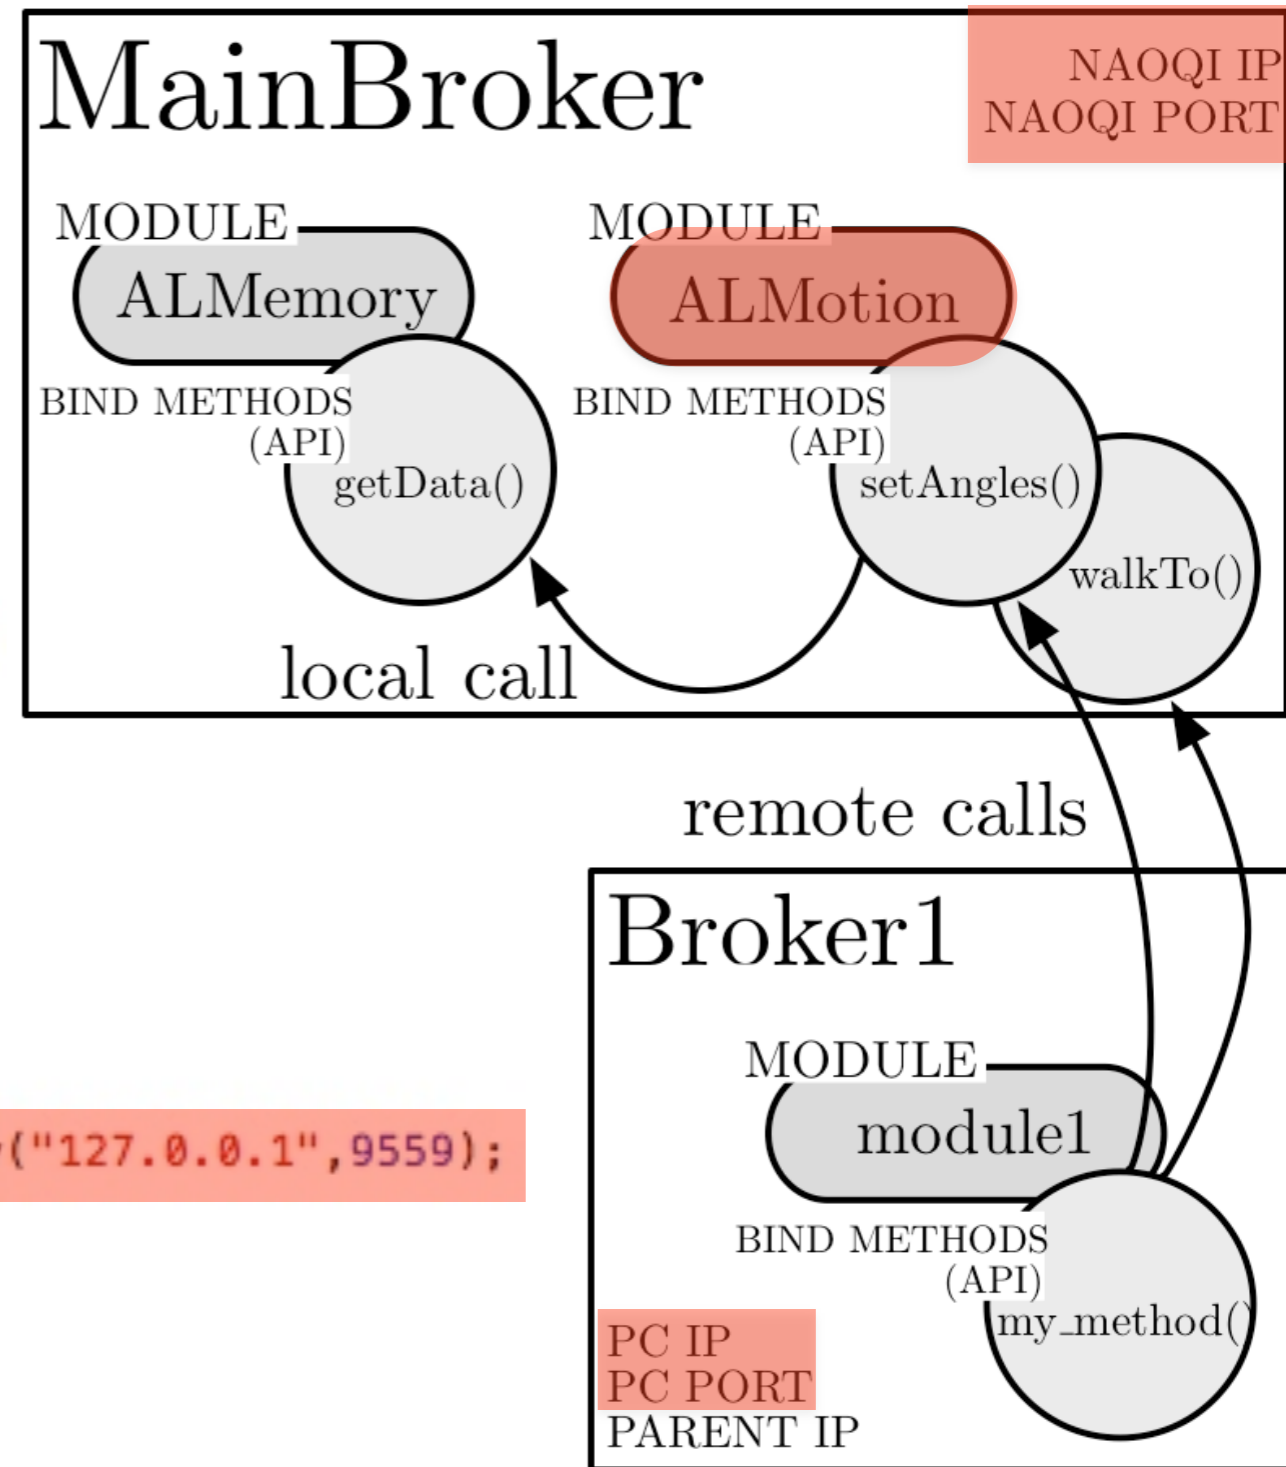 MainBroker
NAOQI IP
NAOQI PORT
MODULE
ALMemory
BIND METHODS
(API)
getData()
MODULE
ALMotion
BIND METHODS
(API)
setAngles()
walkTo()
local call
remote calls
("127.0.0.1",9559);
Broker1
MODULE
module1
BIND METHODS
(API)
my_method()
PC IP
PC PORT
PARENT IP